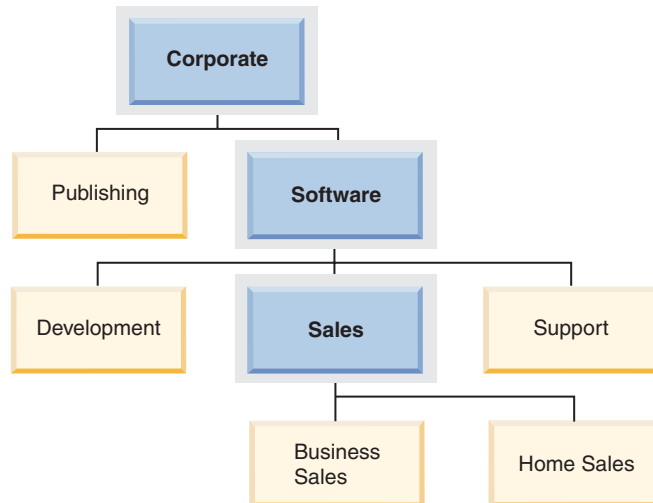 Corporate
Publishing
Software
Development
Sales
Support
Business
Sales
Home Sales